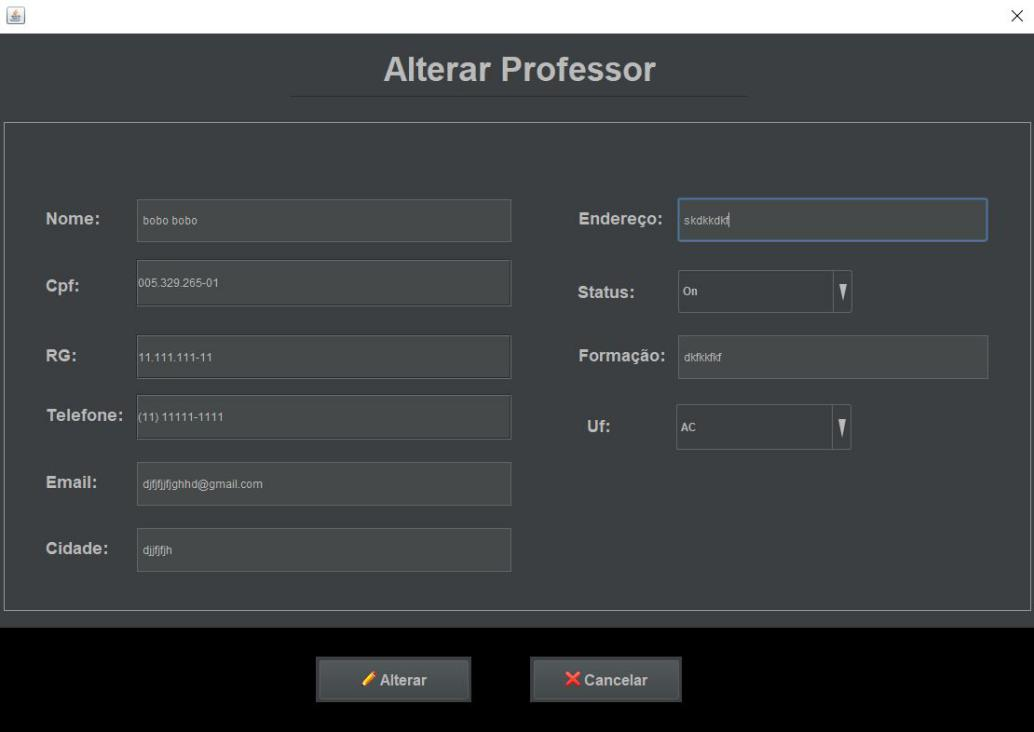 Alterar Professor
Nome: bobo bobo
Cpf: 005.329.265-01
RG: 11.111.111-11
Telefone: (11) 11111-1111
Email: djfjfjjfjghhd@gmail.com
Cidade: djjfjfjh
Endereço: skdkkdkf
Status: On
Formação: dkfkkfkf
Uf: AC
Alterar
Cancelar